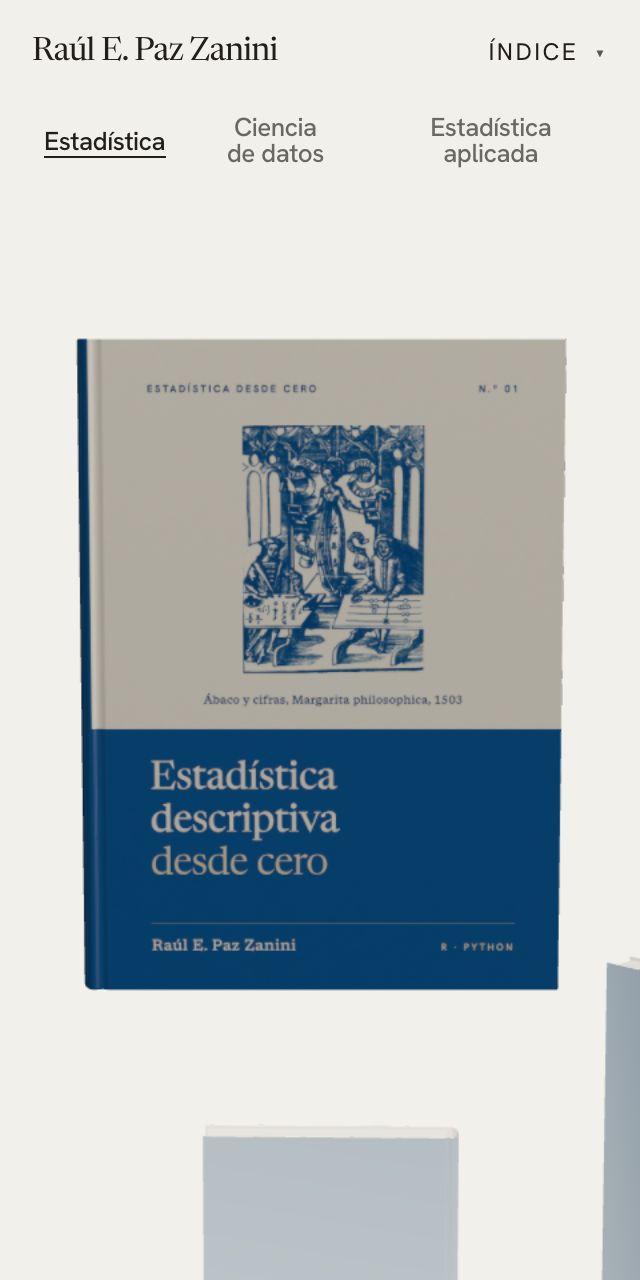 Raúl E. Paz Zanini
ÍNDICE ▾
Estadística
Ciencia
de datos
Estadística
aplicada
ESTADÍSTICA DESDE CERO
N.º 01
Ábaco y cifras, Margarita philosophica, 1503
Estadística
descriptiva
desde cero
Raúl E. Paz Zanini
R · PYTHON